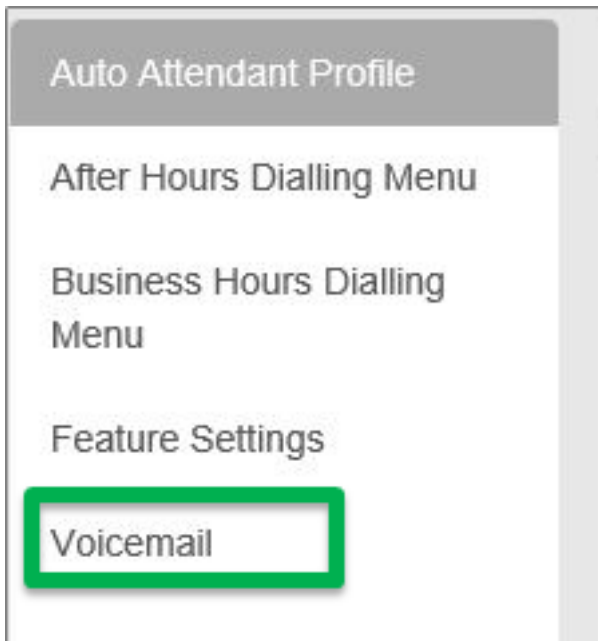 Auto Attendant Profile
After Hours Dialling Menu
Business Hours Dialling
Menu
Feature Settings
Voicemail